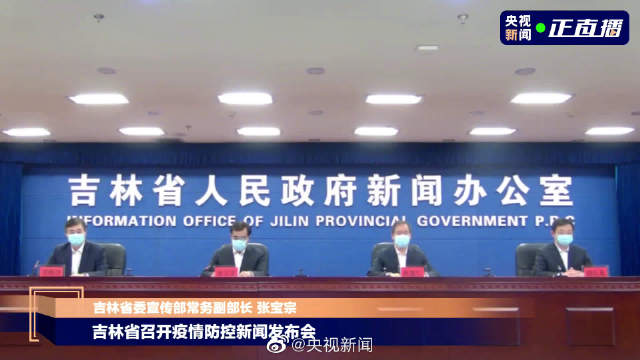 央视新闻 正直播
吉林省人民政府新闻办公室
INFORMATION OFFICE OF JILIN PROVINCIAL GOVERNMENT P.R.C
吉林省委宣传部常务副部长 张宝宗
吉林省召开疫情防控新闻发布会
@央视新闻